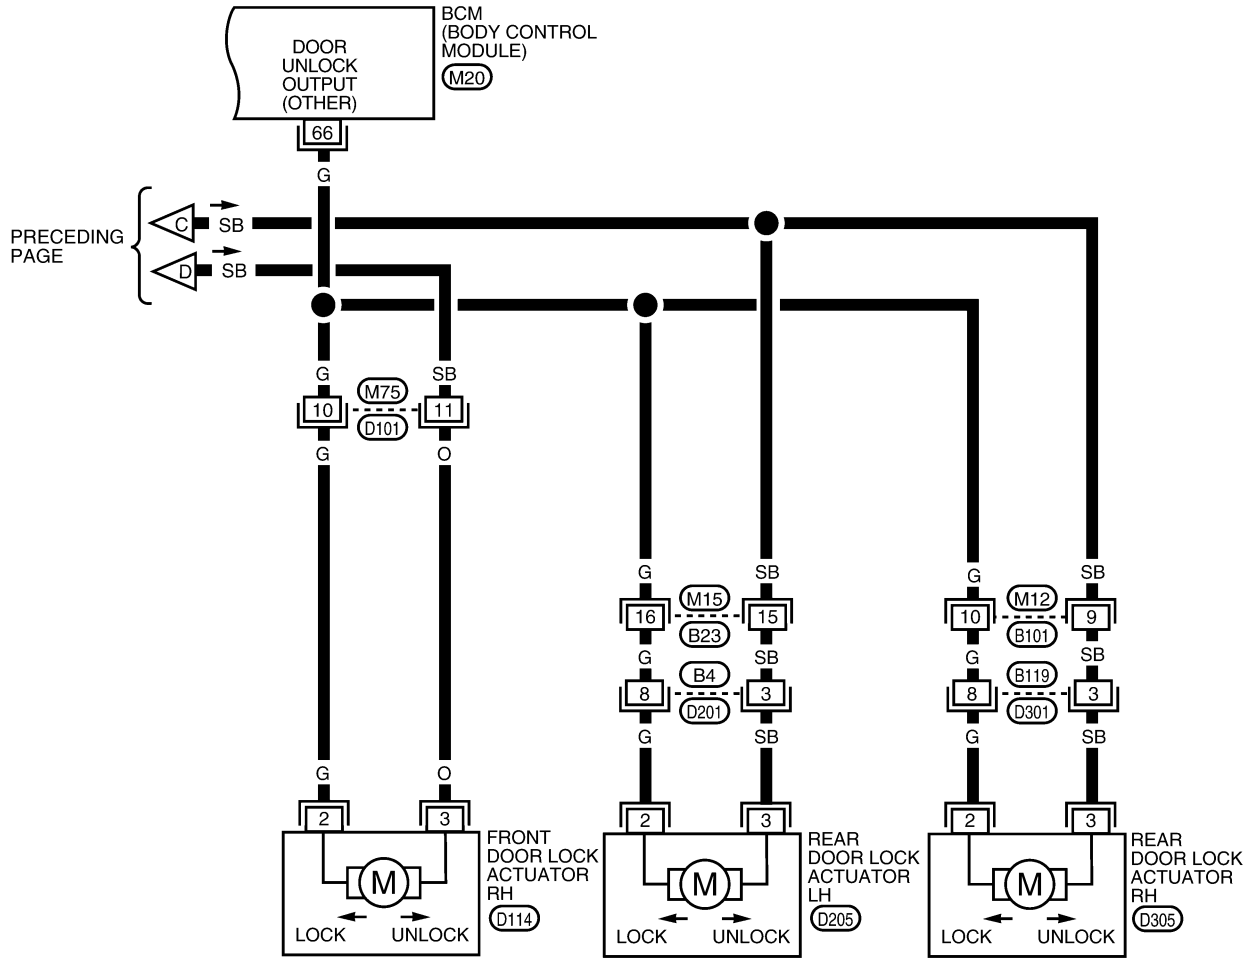 BCM
(BODY CONTROL
MODULE)
M20
DOOR
UNLOCK
OUTPUT
(OTHER)
66
G
PRECEDING
PAGE
C
SB
D
SB
G
SB
10
M75
D101
11
G
O
G
SB
G
SB
16
M15
B23
15
10
M12
B101
9
G
SB
G
SB
8
B4
D201
3
8
B119
D301
3
G
SB
G
SB
G
O
2
3
2
3
2
3
FRONT
DOOR LOCK
ACTUATOR
RH
D114
M
LOCK
UNLOCK
REAR
DOOR LOCK
ACTUATOR
LH
D205
M
LOCK
UNLOCK
REAR
DOOR LOCK
ACTUATOR
RH
D305
M
LOCK
UNLOCK